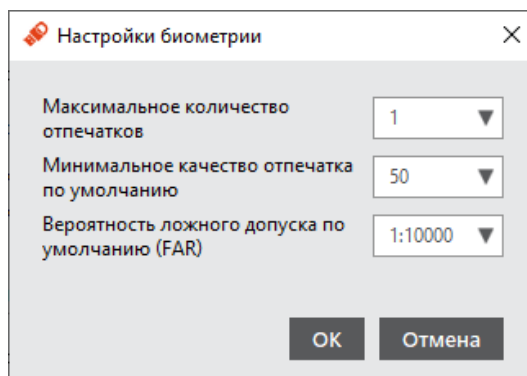 Настройки биометрии
Максимальное количество
отпечатков
1
Минимальное качество отпечатка
по умолчанию
50
Вероятность ложного допуска по
умолчанию (FAR)
1:10000
ОК
Отмена